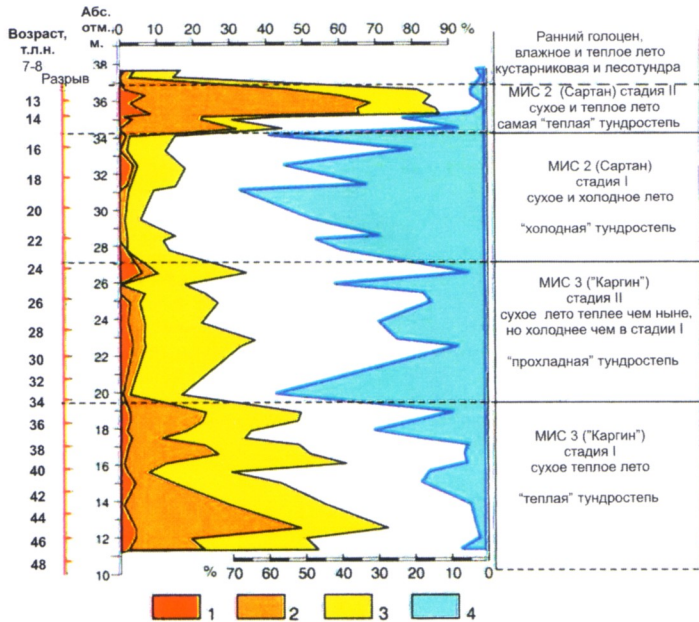 Возраст,
т.л.н.
7-8
Разрыв
13
14
16
18
20
22
24
26
28
30
32
34
36
38
40
42
44
46
48
Абс.
отм.,
м.
38
36
34
32
30
28
26
24
22
20
18
16
14
12
10
0 10 20 30 40 50 60 70 80 90 %
Ранний голоцен,
влажное и теплое лето
кустарниковая и лесотундра
МИС 2 (Сартан) стадия II
сухое и теплое лето
самая "теплая" тундростепь
МИС 2 (Сартан)
стадия I
сухое и холодное лето
"холодная" тундростепь
МИС 3 ("Каргин")
стадия II
сухое лето теплее чем ныне,
но холоднее чем в стадии I
"прохладная" тундростепь
МИС 3 ("Каргин")
стадия I
сухое теплое лето
"теплая" тундростепь
% 70 60 50 40 30 20 10 0
1 2 3 4